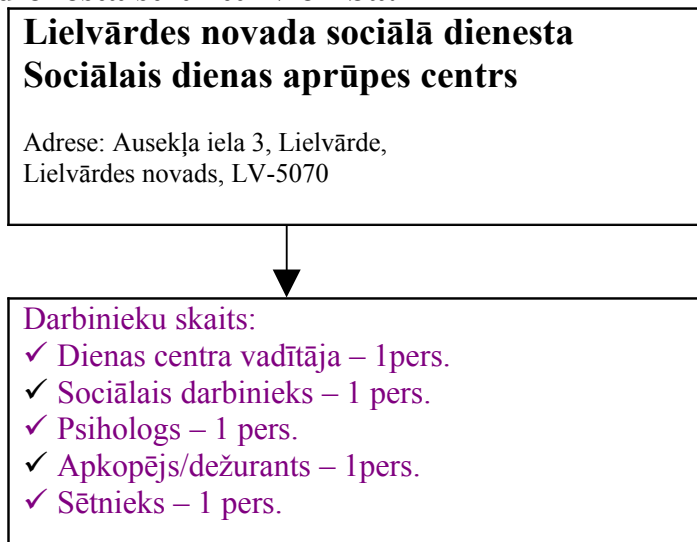 Lielvārdes novada sociālā dienesta
Sociālais dienas aprūpes centrs
Adrese: Ausekļa iela 3, Lielvārde,
Lielvārdes novads, LV-5070
Darbinieku skaits:
✓ Dienas centra vadītāja – 1pers.
✓ Sociālais darbinieks – 1 pers.
✓ Psihologs – 1 pers.
✓ Apkopējs/dežurants – 1pers.
✓ Sētnieks – 1 pers.